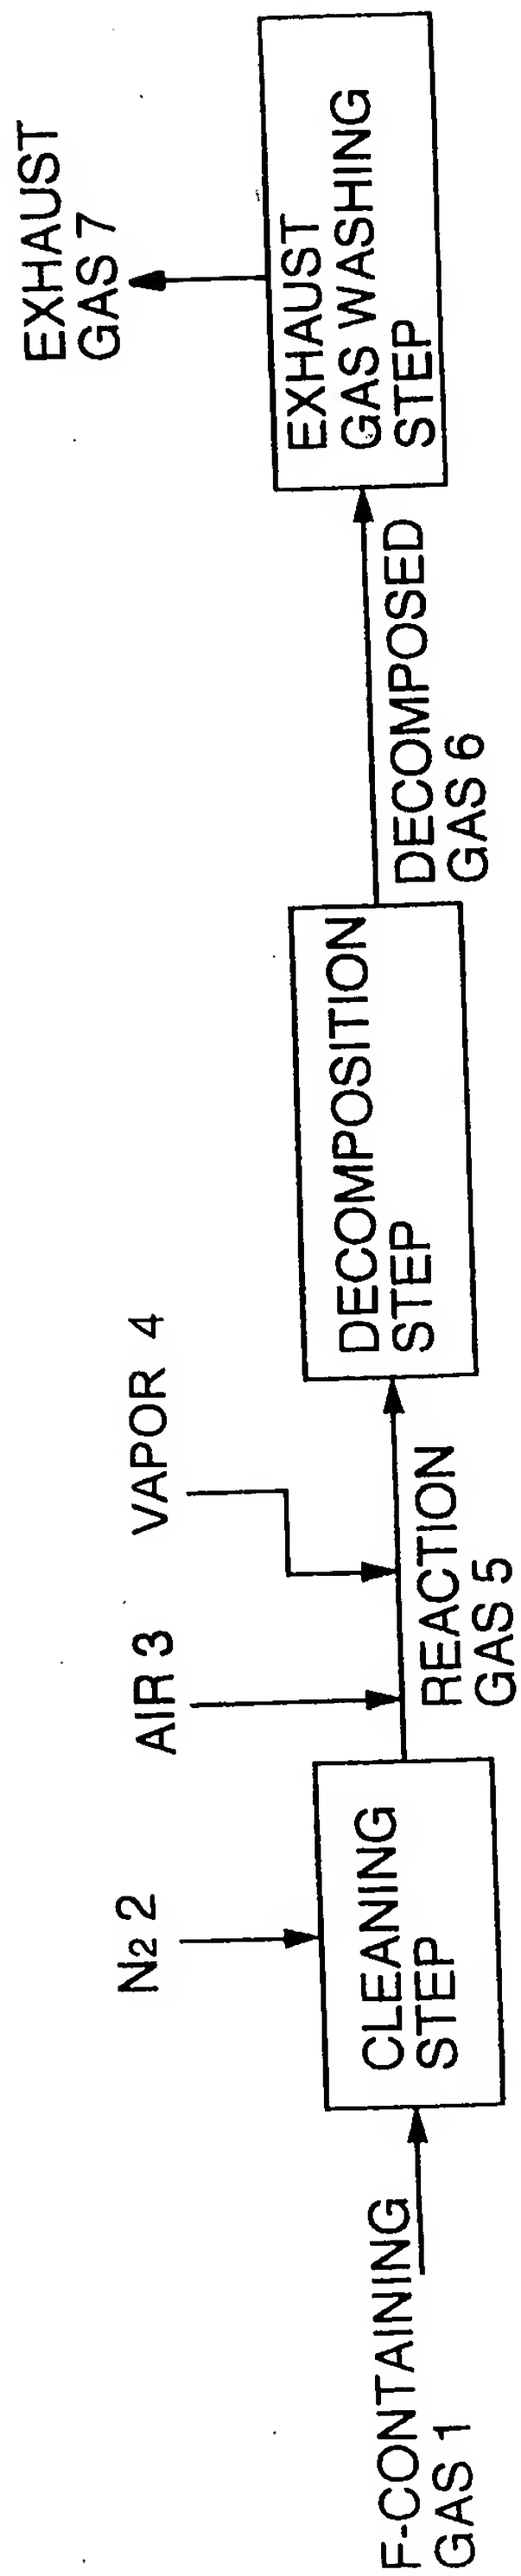 F-CONTAINING
GAS 1
N2 2
CLEANING
STEP
AIR 3
VAPOR 4
REACTION
GAS 5
DECOMPOSITION
STEP
DECOMPOSED
GAS 6
EXHAUST
GAS WASHING
STEP
EXHAUST
GAS 7